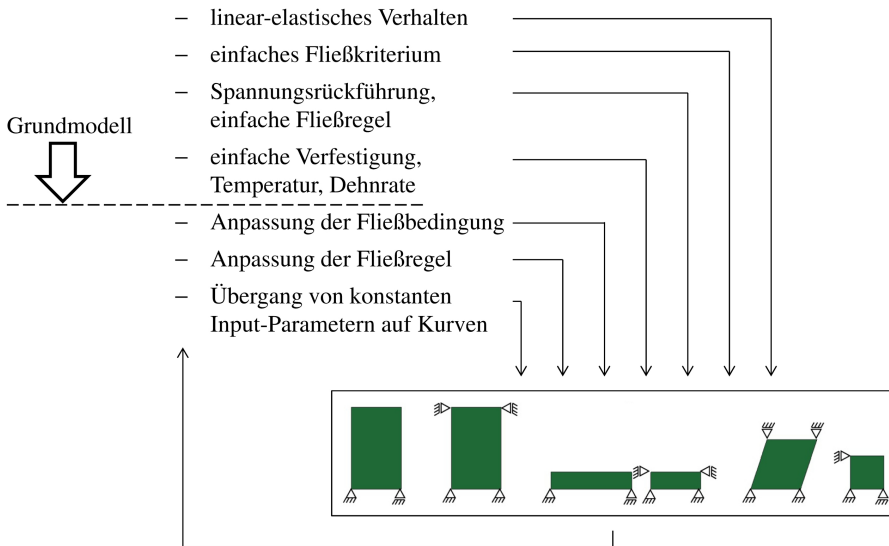 – linear-elastisches Verhalten
– einfaches Fließkriterium
– Spannungsrückführung,
einfache Fließregel
Grundmodell
– einfache Verfestigung,
Temperatur, Dehnrate
– Anpassung der Fließbedingung
– Anpassung der Fließregel
– Übergang von konstanten
Input-Parametern auf Kurven